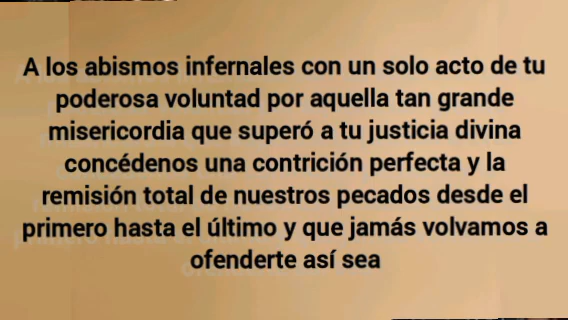 A los abismos infernales con un solo acto de tu
poderosa voluntad por aquella tan grande
misericordia que superó a tu justicia divina
concédenos una contrición perfecta y la
remisión total de nuestros pecados desde el
primero hasta el último y que jamás volvamos a
ofenderte así sea